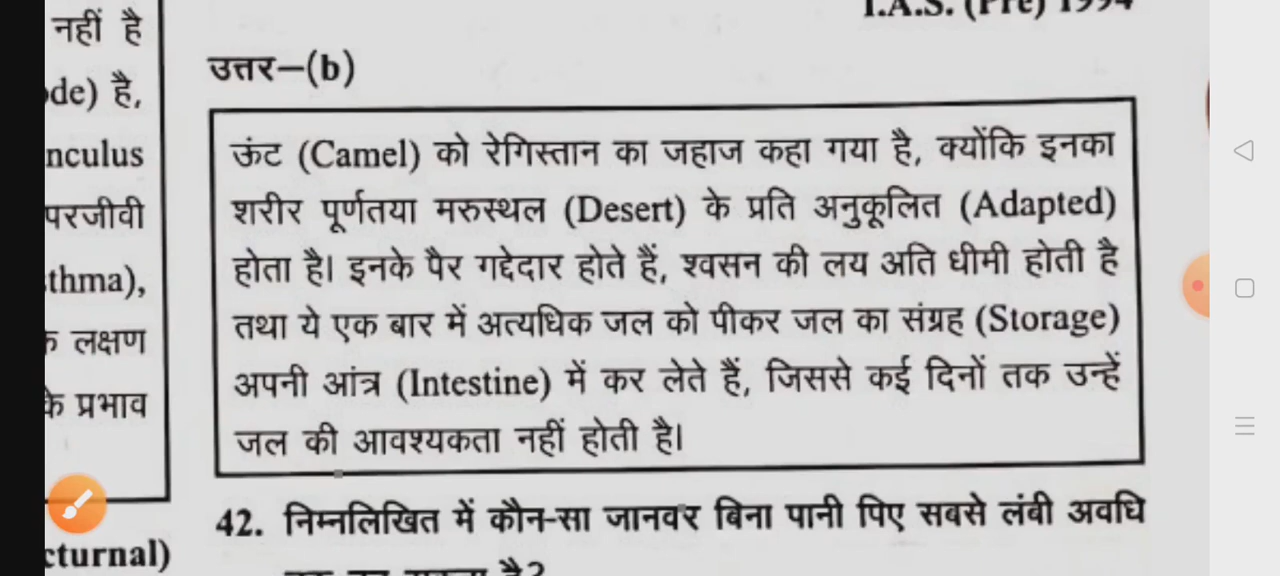 नहीं है
de) है,
nculus
परजीवी
thma),
लक्षण
के प्रभाव
cturnal)
I.A.S. (Pre) 1994
उत्तर–(b)
ऊंट (Camel) को रेगिस्तान का जहाज कहा गया है, क्योंकि इनका
शरीर पूर्णतया मरुस्थल (Desert) के प्रति अनुकूलित (Adapted)
होता है। इनके पैर गद्देदार होते हैं, श्वसन की लय अति धीमी होती है
तथा ये एक बार में अत्यधिक जल को पीकर जल का संग्रह (Storage)
अपनी आंत्र (Intestine) में कर लेते हैं, जिससे कई दिनों तक उन्हें
जल की आवश्यकता नहीं होती है।
42. निम्नलिखित में कौन-सा जानवर बिना पानी पिए सबसे लंबी अवधि
है?